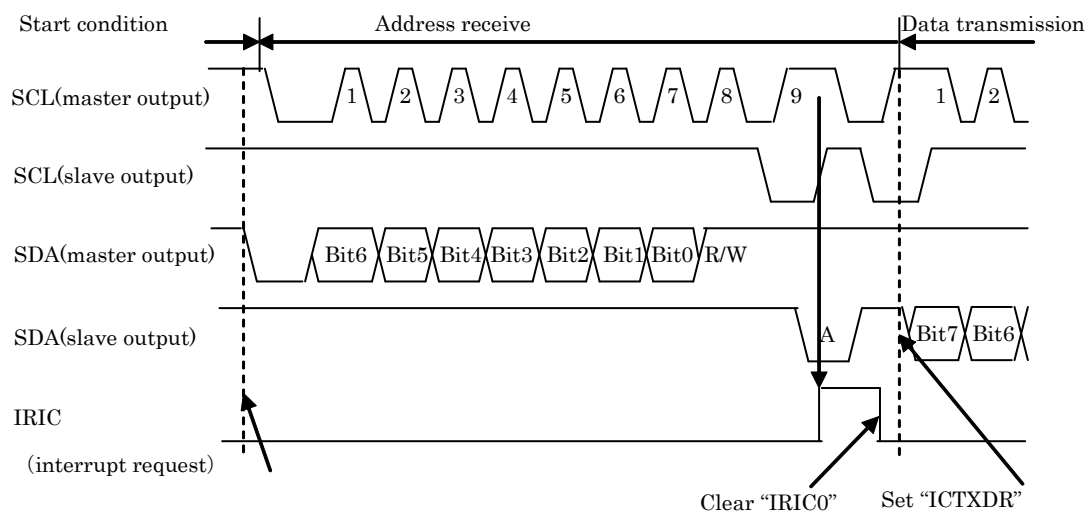 Start condition Address receive Data transmission
SCL(master output) 1 2 3 4 5 6 7 8 9 1 2
SCL(slave output)
SDA(master output) Bit6 Bit5 Bit4 Bit3 Bit2 Bit1 Bit0 R/W
SDA(slave output) A Bit7 Bit6
IRIC
（interrupt request)
Clear “IRIC0” Set “ICTXDR”